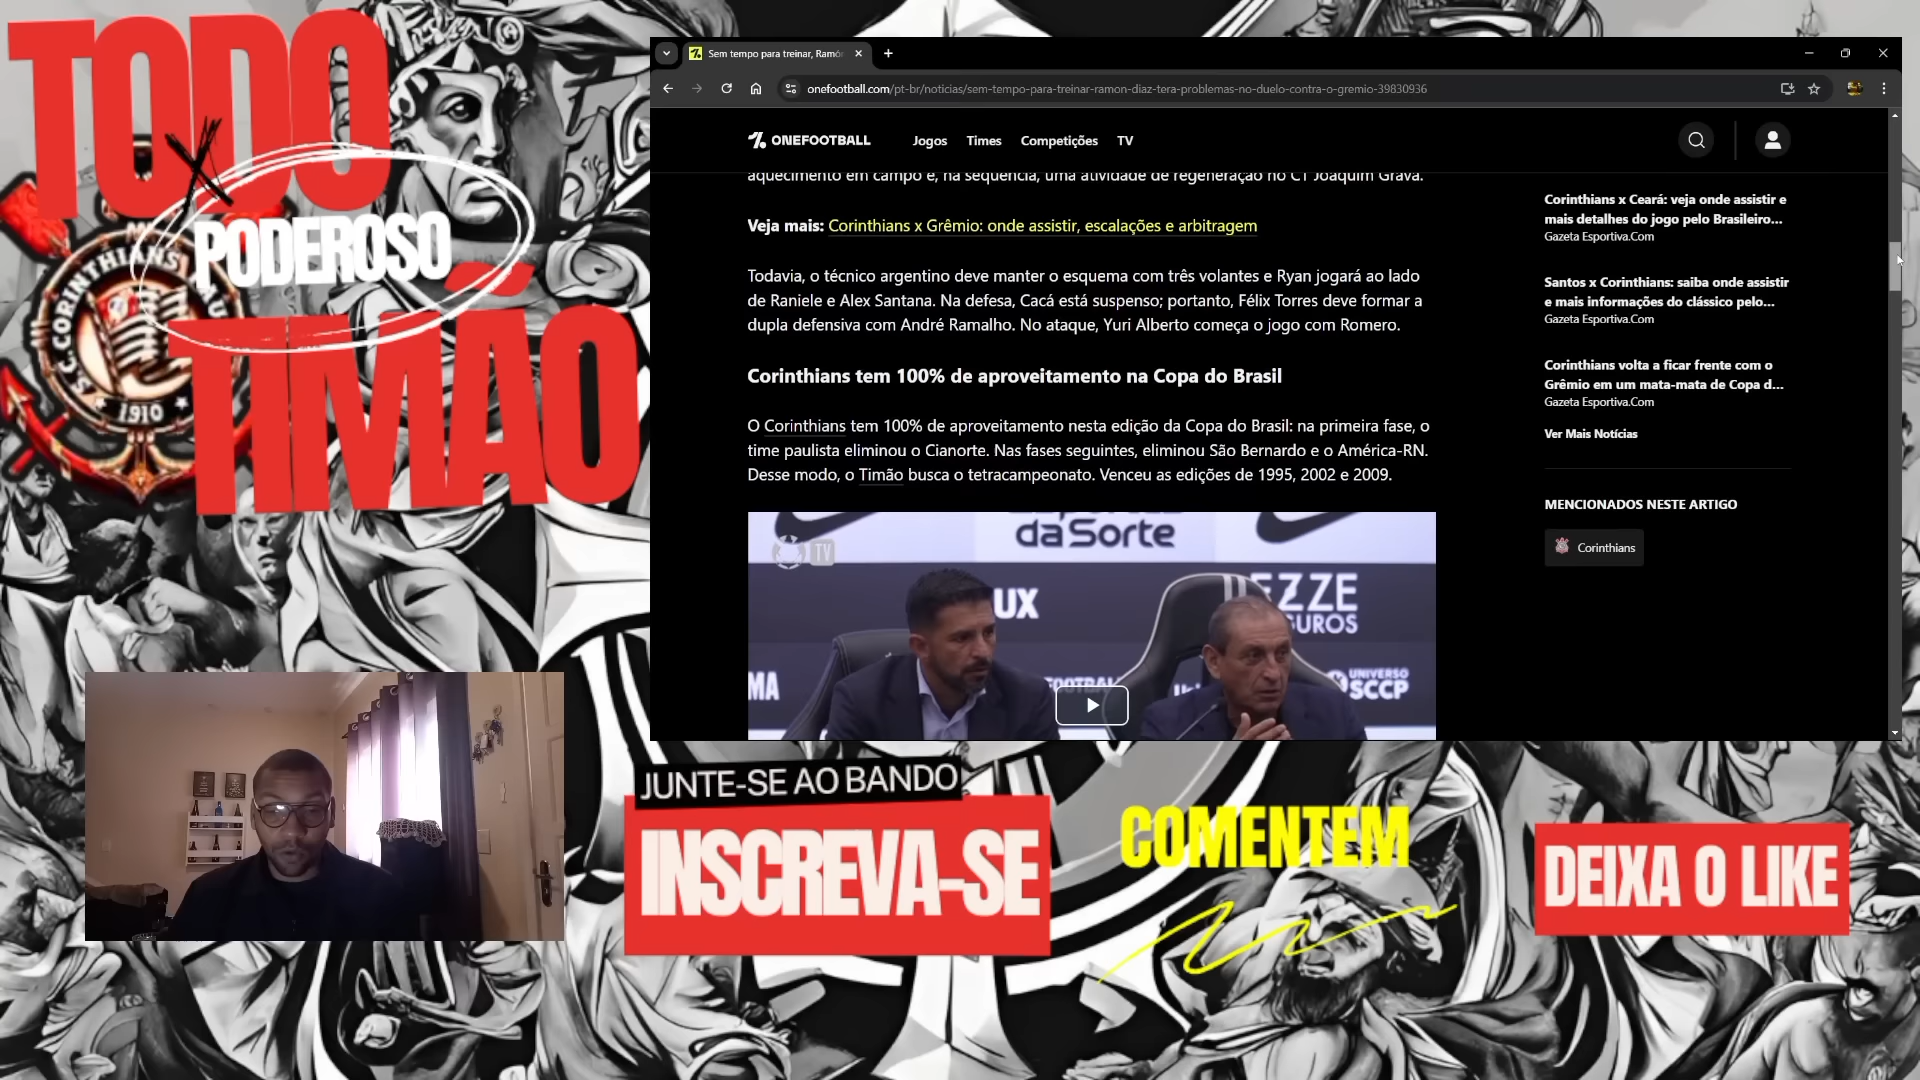 TODO
PODEROSO
TIMÃO
CORINTHIANS
1910
Sem tempo para treinar, Ramó
onefootball.com/pt-br/noticias/sem-tempo-para-treinar-ramon-diaz-tera-problemas-no-duelo-contra-o-gremio-39830936
ONEFOOTBALL
Jogos Times Competições TV
aquecimento em campo e, na sequência, uma atividade de regeneração no CT Joaquim Grava.
Veja mais: Corinthians x Grêmio: onde assistir, escalações e arbitragem
Todavia, o técnico argentino deve manter o esquema com três volantes e Ryan jogará ao lado
de Raniele e Alex Santana. Na defesa, Cacá está suspenso; portanto, Félix Torres deve formar a
dupla defensiva com André Ramalho. No ataque, Yuri Alberto começa o jogo com Romero.
Corinthians tem 100% de aproveitamento na Copa do Brasil
O Corinthians tem 100% de aproveitamento nesta edição da Copa do Brasil: na primeira fase, o
time paulista eliminou o Cianorte. Nas fases seguintes, eliminou São Bernardo e o América-RN.
Desse modo, o Timão busca o tetracampeonato. Venceu as edições de 1995, 2002 e 2009.
da Sorte
TV
UX
EZZE
GUROS
MA
FOOTBAL
UNIVERSO
SCCP
Corinthians x Ceará: veja onde assistir e
mais detalhes do jogo pelo Brasileiro...
Gazeta Esportiva.Com
Santos x Corinthians: saiba onde assistir
e mais informações do clássico pelo...
Gazeta Esportiva.Com
Corinthians volta a ficar frente com o
Grêmio em um mata-mata de Copa d...
Gazeta Esportiva.Com
Ver Mais Notícias
MENCIONADOS NESTE ARTIGO
Corinthians
JUNTE-SE AO BANDO
INSCREVA-SE
COMENTEM
DEIXA O LIKE